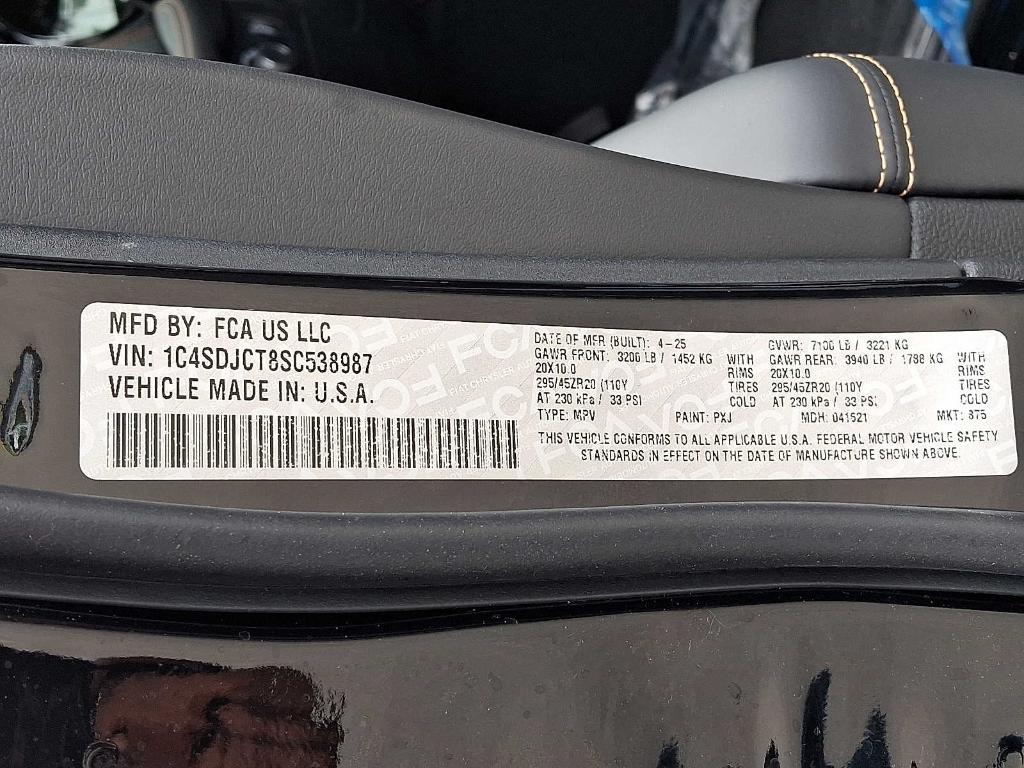 MFD BY: FCA US LLC
VIN: 1C4SDJCT8SC538987
VEHICLE MADE IN: U.S.A.
DATE OF MFR (BUILT): 4-25
GAWR FRONT: 3200 LB / 1452 KG WITH
20X10.0 RIMS
295/45ZR20 (110Y TIRES
AT 230 kPa / 33 PSI COLD
TYPE: MPV PAINT: PXJ
GVWR: 7100 LB / 3221 KG
GAWR REAR: 3940 LB / 1788 KG WITH
20X10.0 RIMS
295/45ZR20 (110Y TIRES
AT 230 kPa / 33 PSI COLD
MDH: 041521 MKT: 875
THIS VEHICLE CONFORMS TO ALL APPLICABLE U.S.A. FEDERAL MOTOR VEHICLE SAFETY
STANDARDS IN EFFECT ON THE DATE OF MANUFACTURE SHOWN ABOVE.